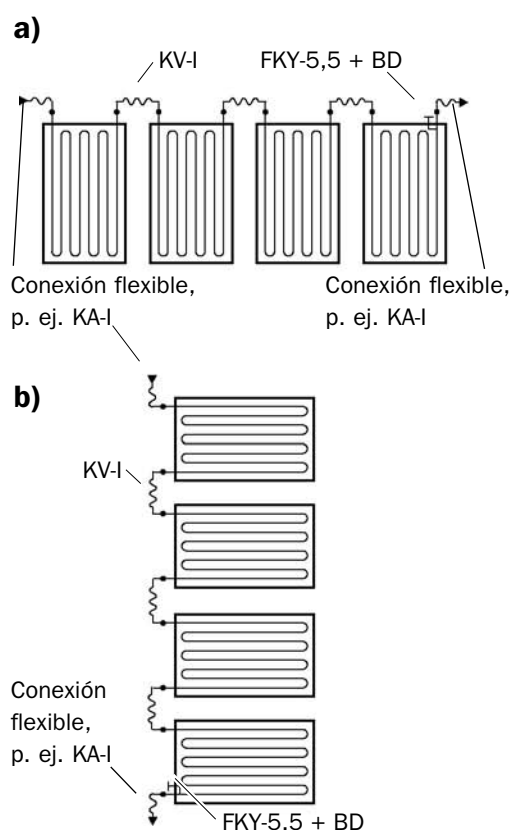 a)
KV-I
FKY-5,5 + BD
Conexión flexible,
p. ej. KA-I
Conexión flexible,
p. ej. KA-I
b)
KV-I
Conexión
flexible,
p. ej. KA-I
FKY-5,5 + BD